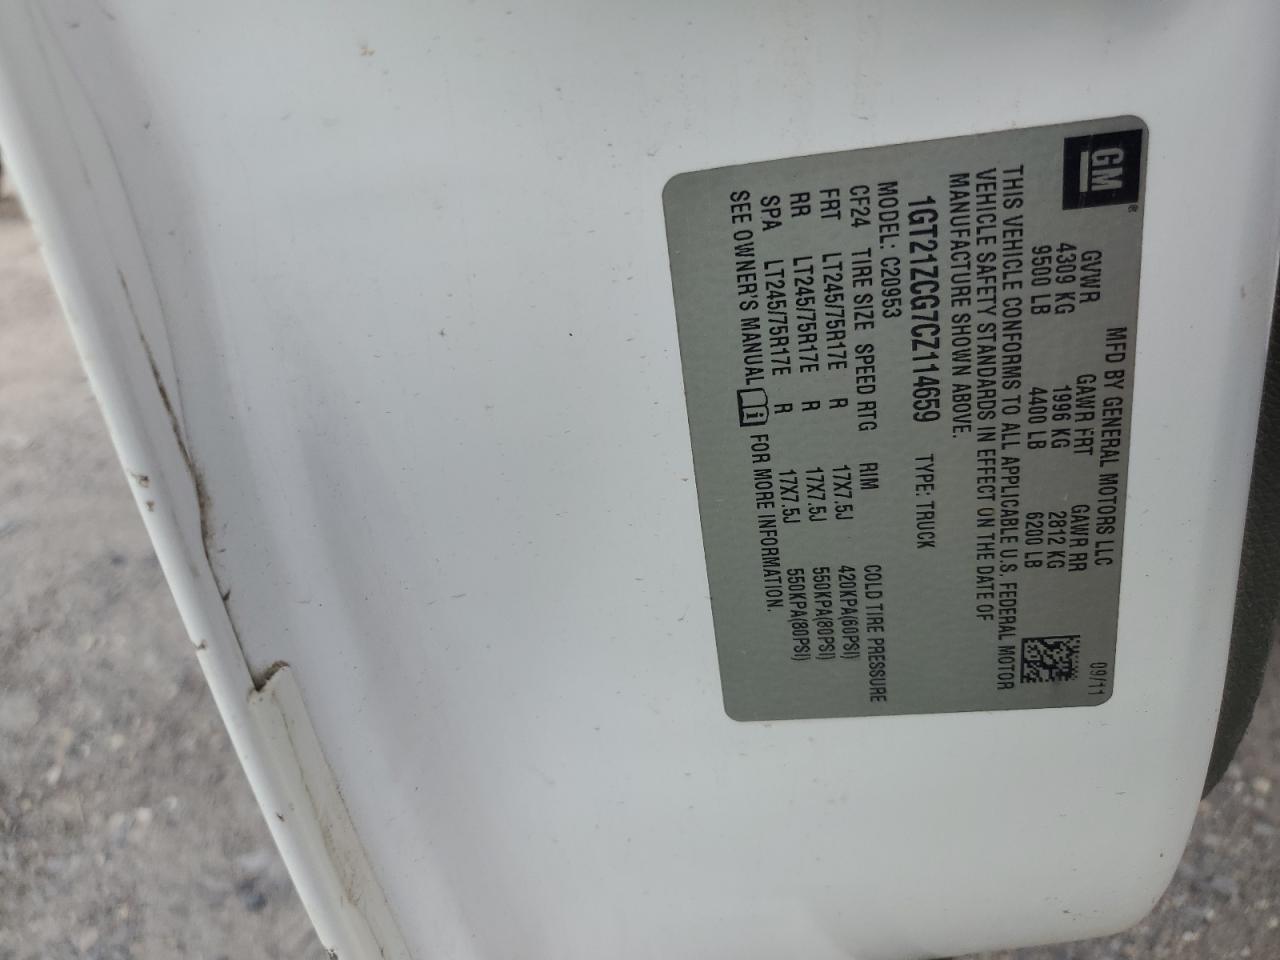 GM® MFD BY GENERAL MOTORS LLC 09/11
GVWR GAWR FRT GAWR RR
4309 KG 1996 KG 2812 KG
9500 LB 4400 LB 6200 LB
THIS VEHICLE CONFORMS TO ALL APPLICABLE U.S. FEDERAL MOTOR
VEHICLE SAFETY STANDARDS IN EFFECT ON THE DATE OF
MANUFACTURE SHOWN ABOVE.
1GT21ZCG7CZ114659 TYPE: TRUCK
MODEL: C20953
CF24 TIRE SIZE SPEED RTG RIM COLD TIRE PRESSURE
FRT LT245/75R17E R 17X7.5J 420KPA(60PSI)
RR LT245/75R17E R 17X7.5J 550KPA(80PSI)
SPA LT245/75R17E R 17X7.5J 550KPA(80PSI)
SEE OWNER'S MANUAL i FOR MORE INFORMATION.